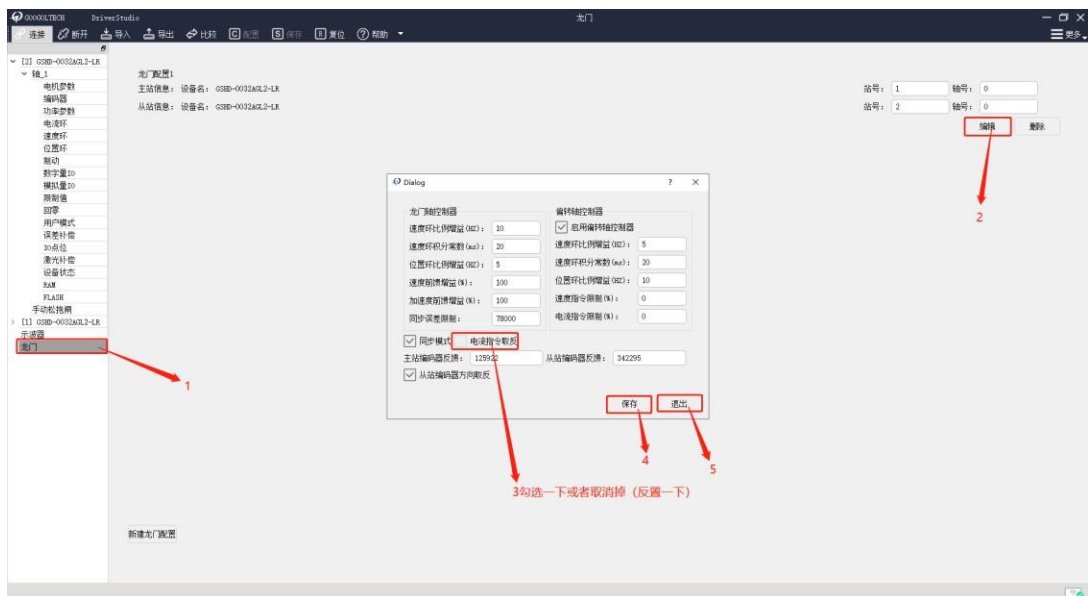 GOOGOLTECH DriverStudio 龙门
连接 断开 导入 导出 比较 C 配置 S 保存 R 复位 ? 帮助 更多
[2] GSHD-0032AGL2-LR
轴_1
电机参数
编码器
功率参数
电流环
速度环
位置环
制动
数字量IO
模拟量IO
限制值
回零
用户模式
误差补偿
IO点位
激光补偿
设备状态
RAM
FLASH
手动松抱闸
[1] GSHD-0032AGL2-LR
示波器
龙门
1
龙门配置1
主站信息: 设备名: GSHD-0032AGL2-LR 站号: 1 轴号: 0
从站信息: 设备名: GSHD-0032AGL2-LR 站号: 2 轴号: 0
编辑 删除
2
Dialog ? ×
龙门轴控制器
速度环比例增益(HZ): 10
速度环积分常数(ms): 20
位置环比例增益(HZ): 5
速度前馈增益(%): 100
加速度前馈增益(%): 100
同步误差限制: 78000
偏转轴控制器
启用偏转轴控制器
速度环比例增益(HZ): 5
速度环积分常数(ms): 20
位置环比例增益(HZ): 10
速度指令限制(%): 0
电流指令限制(%): 0
同步模式 电流指令取反
主站编码器反馈: 125922 从站编码器反馈: 342295
从站编码器方向取反
保存 退出
4
5
3勾选一下或者取消掉（反置一下）
新建龙门配置